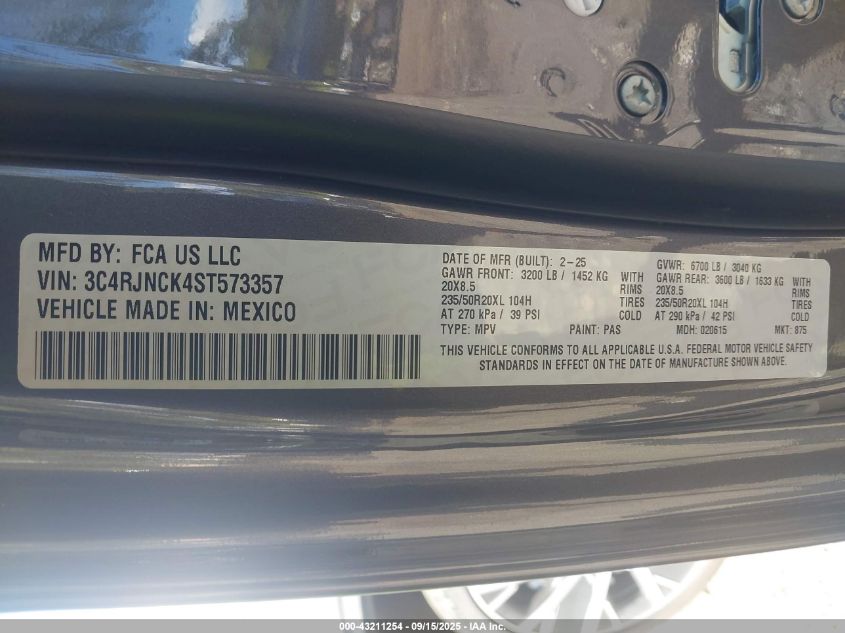 MFD BY: FCA US LLC
VIN: 3C4RJNCK4ST573357
VEHICLE MADE IN: MEXICO
DATE OF MFR (BUILT): 2-25 GVWR: 6700 LB / 3040 KG
GAWR FRONT: 3200 LB / 1452 KG WITH GAWR REAR: 3600 LB / 1633 KG WITH
20X8.5 RIMS 20X8.5 RIMS
235/50R20XL 104H TIRES 235/50R20XL 104H TIRES
AT 270 kPa / 39 PSI COLD AT 290 kPa / 42 PSI COLD
TYPE: MPV PAINT: PAS MDH: 020615 MKT: 875
THIS VEHICLE CONFORMS TO ALL APPLICABLE U.S.A. FEDERAL MOTOR VEHICLE SAFETY
STANDARDS IN EFFECT ON THE DATE OF MANUFACTURE SHOWN ABOVE.
000-43211254 - 09/15/2025 - IAA Inc.